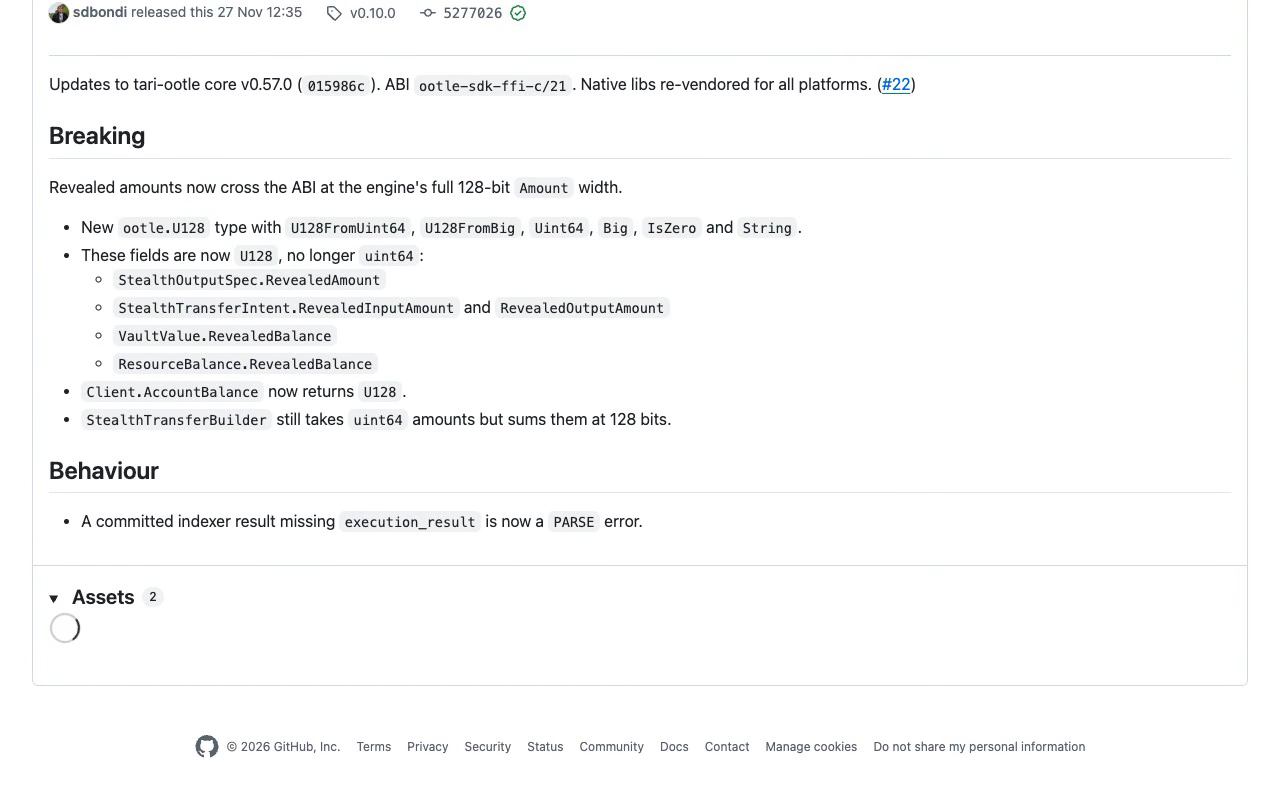 sdbondi released this 27 Nov 12:35 v0.10.0 5277026
Updates to tari-ootle core v0.57.0 ( 015986c ). ABI ootle-sdk-ffi-c/21 . Native libs re-vendored for all platforms. (#22)
Breaking
Revealed amounts now cross the ABI at the engine's full 128-bit Amount width.
• New ootle.U128 type with U128FromUint64 , U128FromBig , Uint64 , Big , IsZero and String .
• These fields are now U128 , no longer uint64 :
◦ StealthOutputSpec.RevealedAmount
◦ StealthTransferIntent.RevealedInputAmount and RevealedOutputAmount
◦ VaultValue.RevealedBalance
◦ ResourceBalance.RevealedBalance
• Client.AccountBalance now returns U128 .
• StealthTransferBuilder still takes uint64 amounts but sums them at 128 bits.
Behaviour
• A committed indexer result missing execution_result is now a PARSE error.
▼ Assets 2
© 2026 GitHub, Inc. Terms Privacy Security Status Community Docs Contact Manage cookies Do not share my personal information